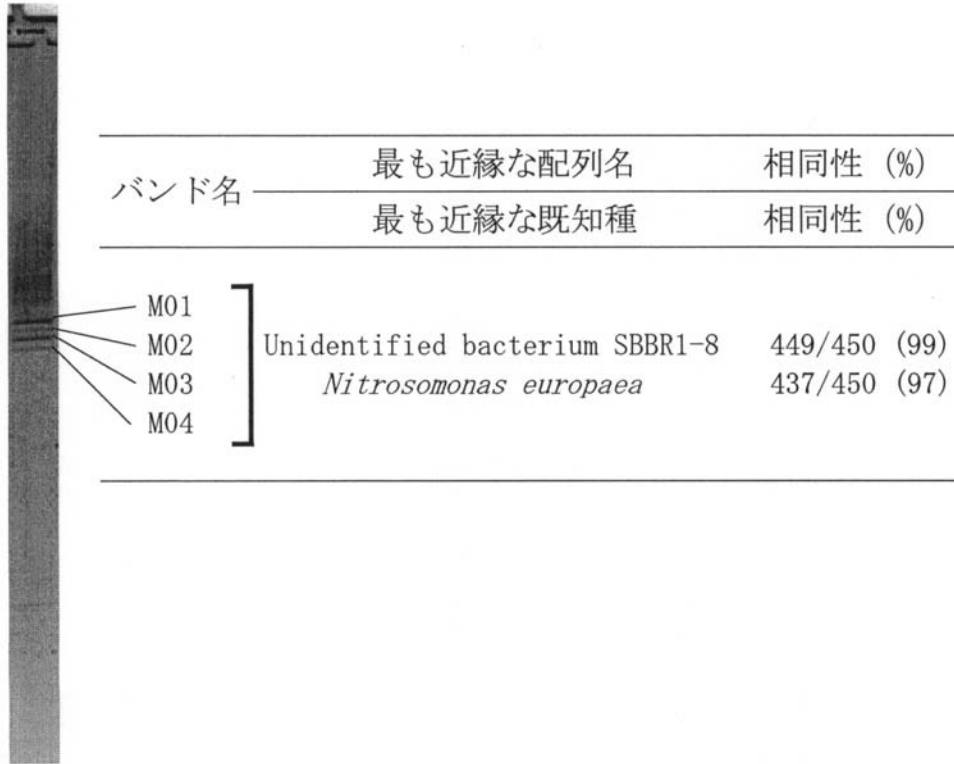 最も近縁な配列名 相同性 (%)
バンド名
最も近縁な既知種 相同性 (%)
M01
M02 Unidentified bacterium SBBR1-8 449/450 (99)
M03 Nitrosomonas europaea 437/450 (97)
M04